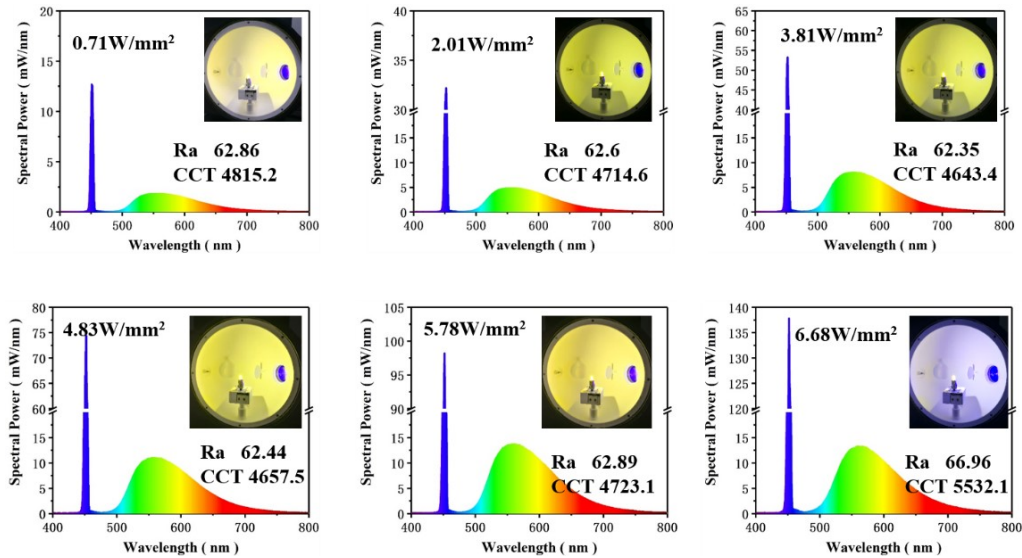 0.71W/mm²
Ra 62.86
CCT 4815.2
Spectral Power ( mW/nm )
20
15
10
5
0
400 500 600 700 800
Wavelength ( nm )
2.01W/mm²
Ra 62.6
CCT 4714.6
Spectral Power ( mW/nm )
40
35
30
15
10
5
0
400 500 600 700 800
Wavelength ( nm )
3.81W/mm²
Ra 62.35
CCT 4643.4
Spectral Power ( mW/nm )
65
60
55
50
45
40
15
10
5
0
400 500 600 700 800
Wavelength ( nm )
4.83W/mm²
Ra 62.44
CCT 4657.5
Spectral Power ( mW/nm )
80
75
70
65
60
15
10
5
0
400 500 600 700 800
Wavelength ( nm )
5.78W/mm²
Ra 62.89
CCT 4723.1
Spectral Power ( mW/nm )
105
100
95
90
15
10
5
0
400 500 600 700 800
Wavelength ( nm )
6.68W/mm²
Ra 66.96
CCT 5532.1
Spectral Power ( mW/nm )
140
135
130
125
120
15
10
5
0
400 500 600 700 800
Wavelength ( nm )